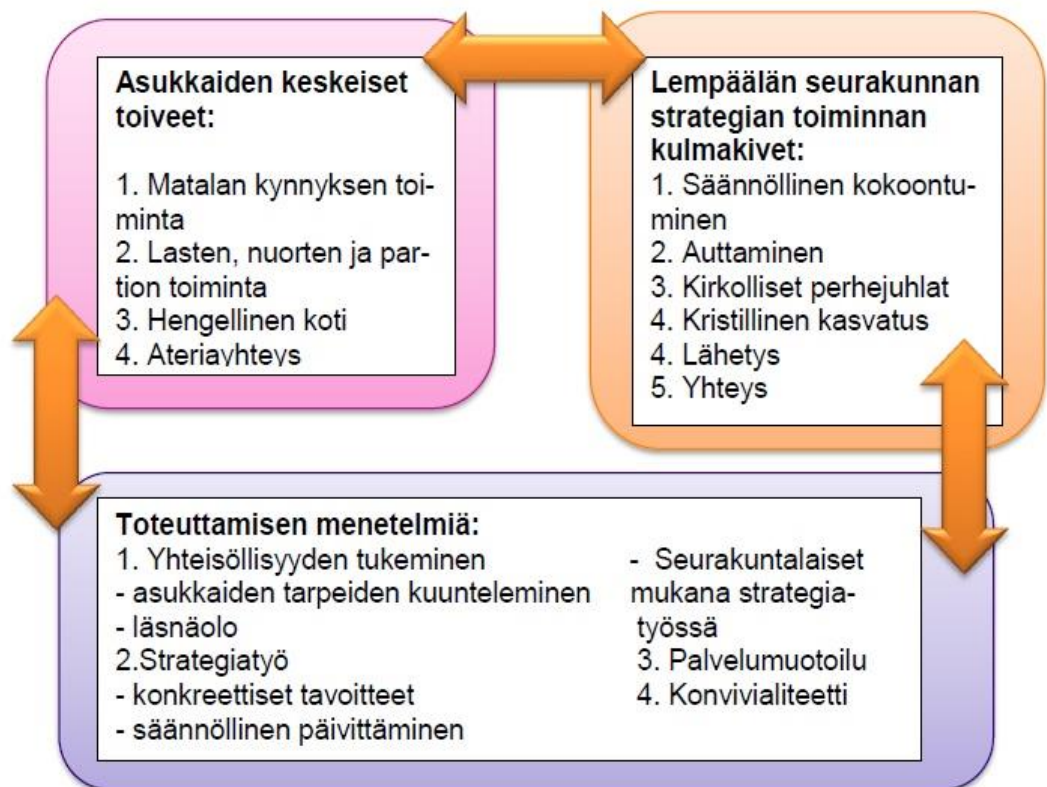 Asukkaiden keskeiset
toiveet:
1. Matalan kynnyksen toi-
minta
2. Lasten, nuorten ja par-
tion toiminta
3. Hengellinen koti
4. Ateriayhteys
Lempäälän seurakunnan
strategian toiminnan
kulmakivet:
1. Säännöllinen kokoontu-
minen
2. Auttaminen
3. Kirkolliset perhejuhlat
4. Kristillinen kasvatus
4. Lähetys
5. Yhteys
Toteuttamisen menetelmiä:
1. Yhteisöllisyyden tukeminen
- asukkaiden tarpeiden kuunteleminen
- läsnäolo
2.Strategiatyö
- konkreettiset tavoitteet
- säännöllinen päivittäminen
- Seurakuntalaiset
mukana strategia-
työssä
3. Palvelumuotoilu
4. Konvivialiteetti